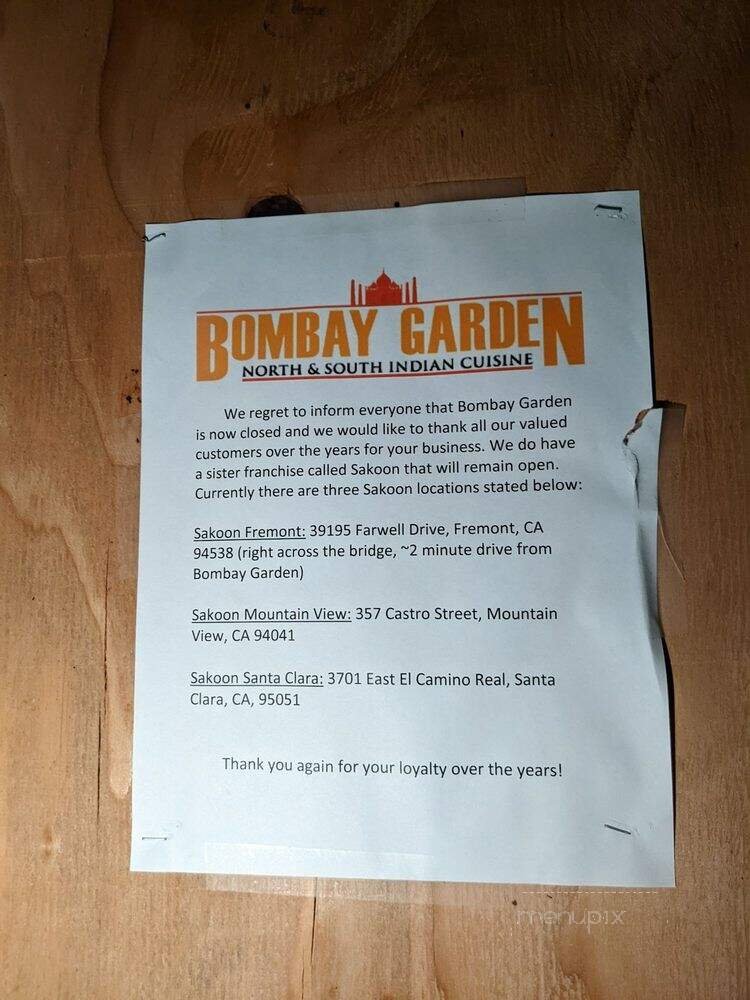 BOMBAY GARDEN
NORTH & SOUTH INDIAN CUISINE
We regret to inform everyone that Bombay Garden
is now closed and we would like to thank all our valued
customers over the years for your business. We do have
a sister franchise called Sakoon that will remain open.
Currently there are three Sakoon locations stated below:
Sakoon Fremont: 39195 Farwell Drive, Fremont, CA
94538 (right across the bridge, ~2 minute drive from
Bombay Garden)
Sakoon Mountain View: 357 Castro Street, Mountain
View, CA 94041
Sakoon Santa Clara: 3701 East El Camino Real, Santa
Clara, CA, 95051
Thank you again for your loyalty over the years!
menupix